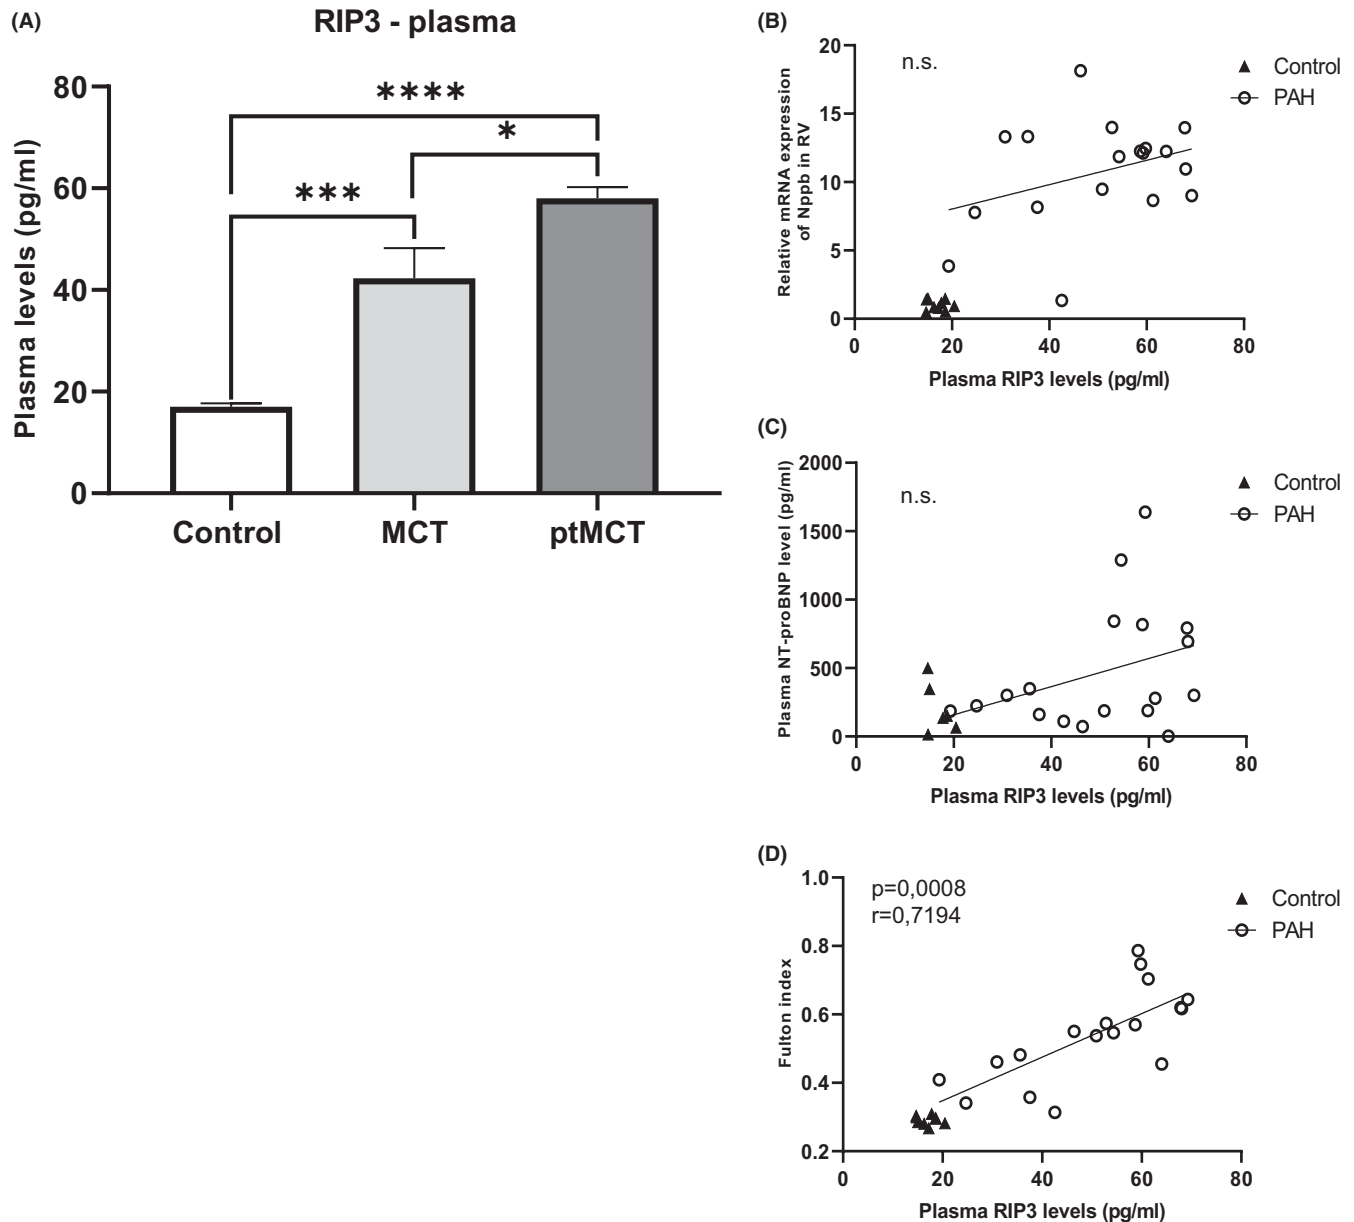 (A)
RIP3 - plasma
****
*
***
Plasma levels (pg/ml)
80
60
40
20
0
Control MCT ptMCT
(B)
n.s.
Control
PAH
Relative mRNA expression
of Nppb in RV
20
15
10
5
0
0 20 40 60 80
Plasma RIP3 levels (pg/ml)
(C)
n.s.
Control
PAH
Plasma NT-proBNP level (pg/ml)
2000
1500
1000
500
0
0 20 40 60 80
Plasma RIP3 levels (pg/ml)
(D)
p=0,0008
r=0,7194
Control
PAH
Fulton index
1.0
0.8
0.6
0.4
0.2
0 20 40 60 80
Plasma RIP3 levels (pg/ml)